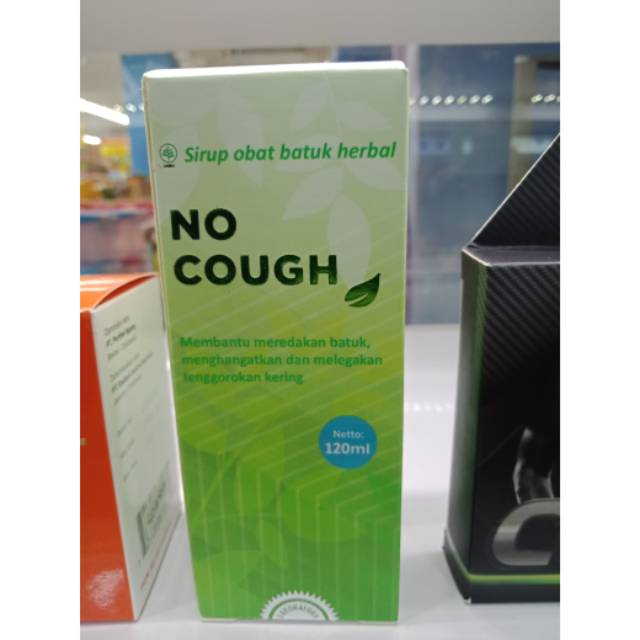 Sirup obat batuk herbal
NO
COUGH
Membantu meredakan batuk,
menghangatkan dan melegakan
tenggorokan kering
Netto:
120ml